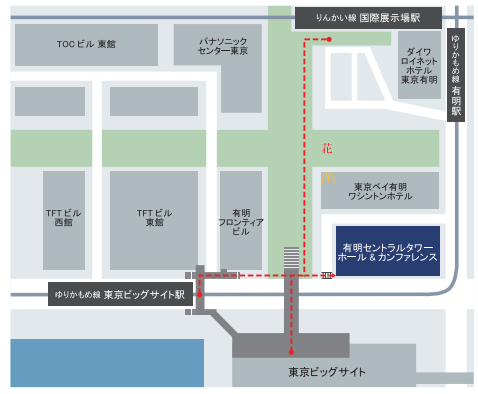 りんかい線 国際展示場駅
TOCビル 東館
パナソニック
センター東京
ダイワ
ロイネット
ホテル
東京有明
ゆりかもめ線 有明駅
花
東京ベイ有明
ワシントンホテル
TFTビル
西館
TFTビル
東館
有明
フロンティア
ビル
有明セントラルタワー
ホール & カンファレンス
ゆりかもめ線 東京ビッグサイト駅
東京ビッグサイト